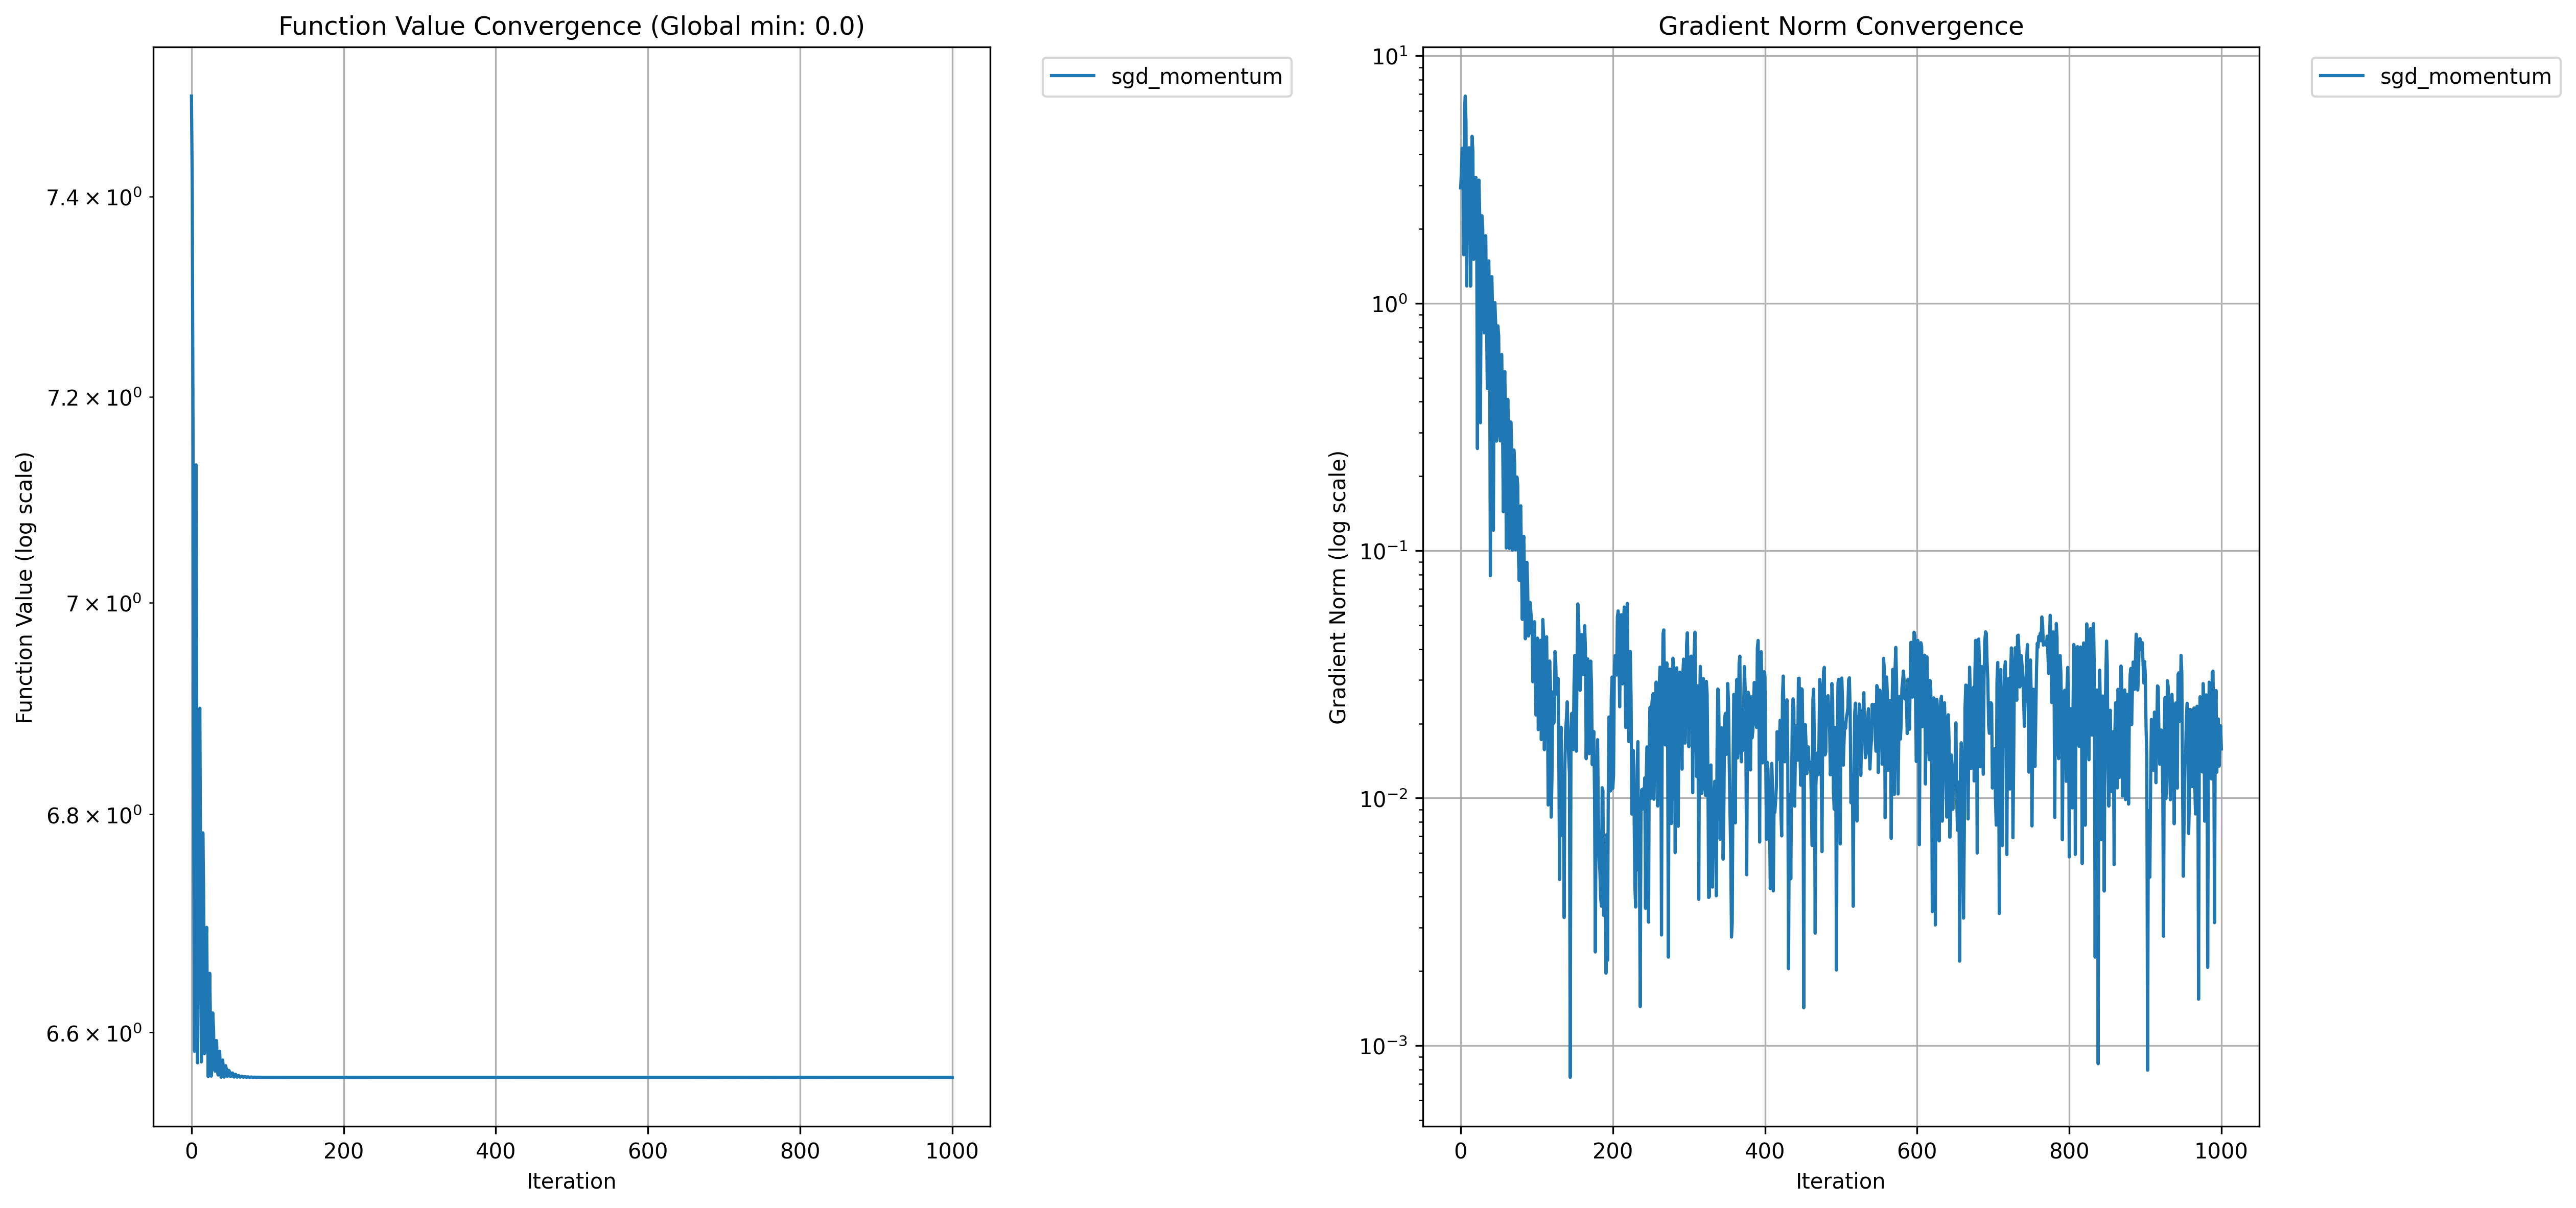 Function Value Convergence (Global min: 0.0)
sgd_momentum
Function Value (log scale)
7.4 × 10⁰
7.2 × 10⁰
7 × 10⁰
6.8 × 10⁰
6.6 × 10⁰
0 200 400 600 800 1000
Iteration
Gradient Norm Convergence
sgd_momentum
Gradient Norm (log scale)
10¹
10⁰
10⁻¹
10⁻²
10⁻³
0 200 400 600 800 1000
Iteration